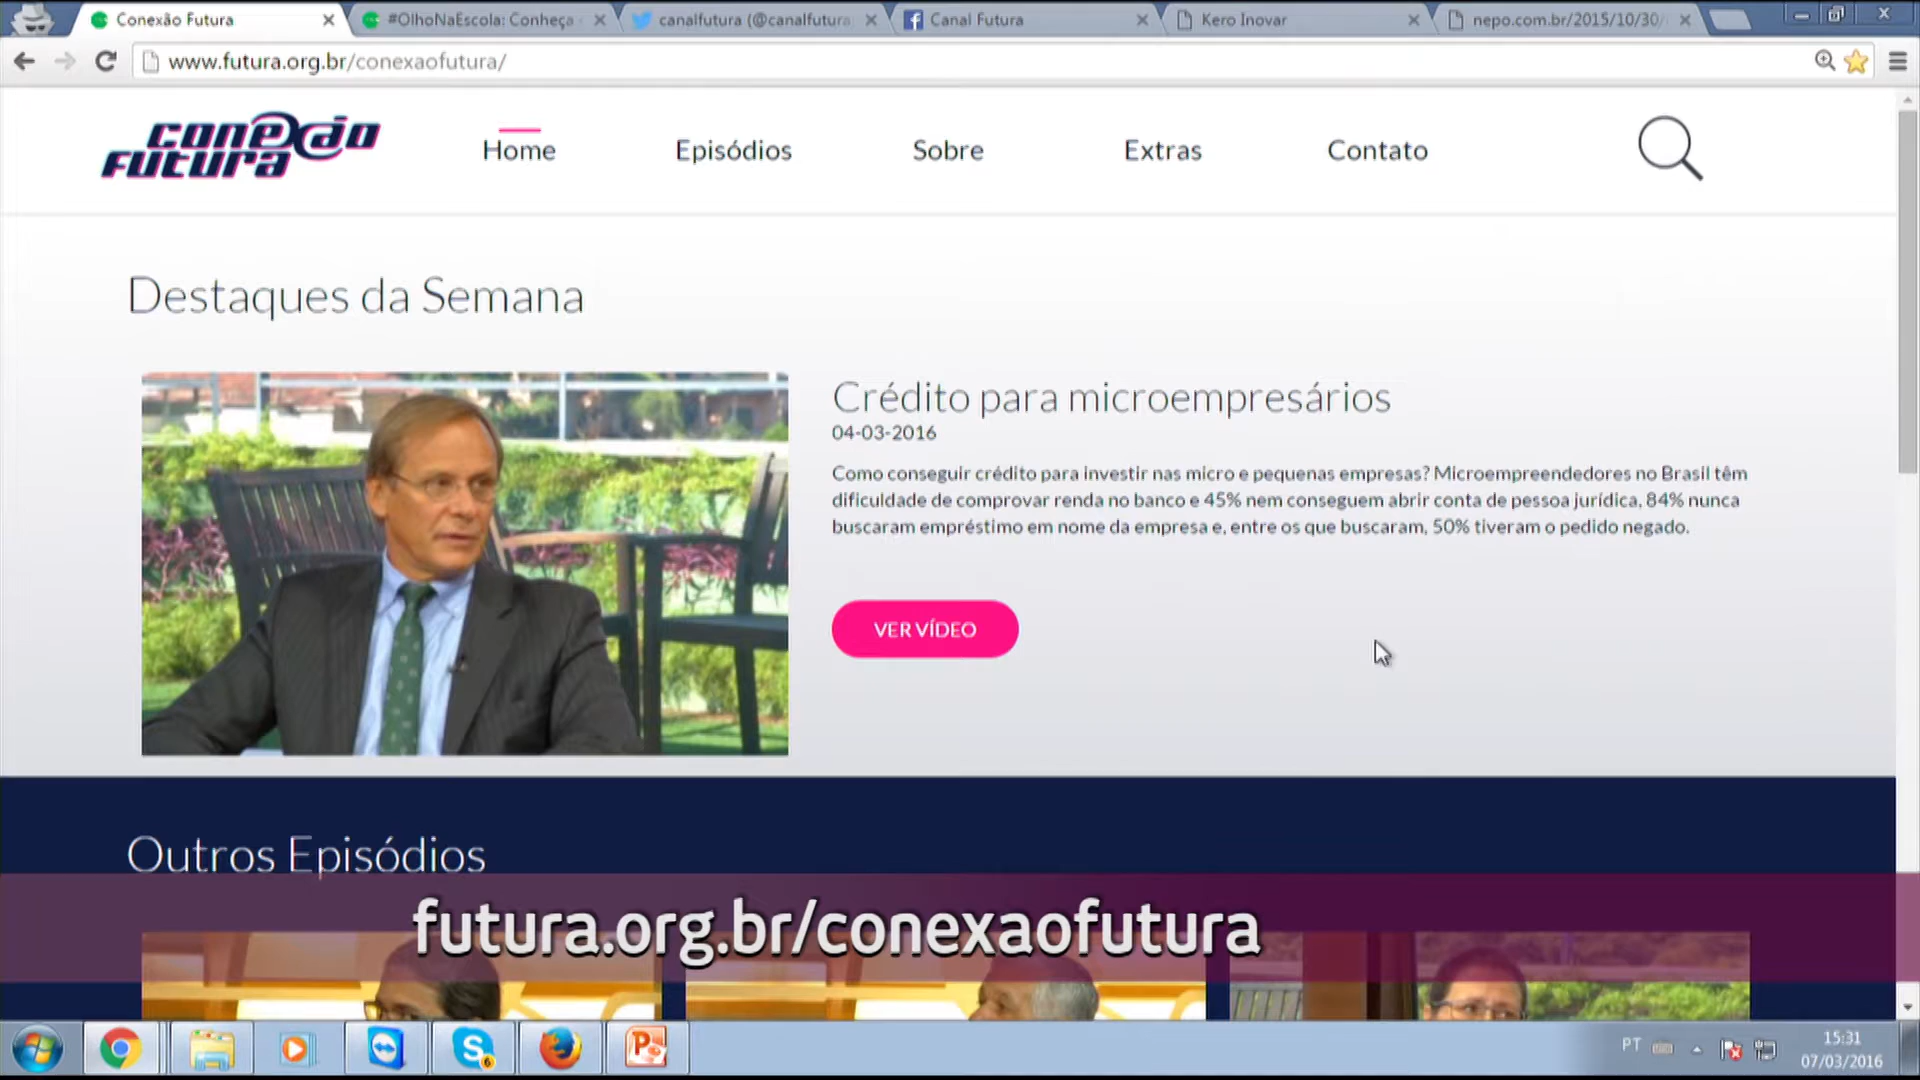 Conexão Futura
#OlhoNaEscola: Conheça
canalfutura (@canalfutura
Canal Futura
Kero Inovar
nepo.com.br/2015/10/30/
www.futura.org.br/conexaofutura/
conexão
futura
Home
Episódios
Sobre
Extras
Contato
Destaques da Semana
Crédito para microempresários
04-03-2016
Como conseguir crédito para investir nas micro e pequenas empresas? Microempreendedores no Brasil têm
dificuldade de comprovar renda no banco e 45% nem conseguem abrir conta de pessoa jurídica, 84% nunca
buscaram empréstimo em nome da empresa e, entre os que buscaram, 50% tiveram o pedido negado.
VER VÍDEO
Outros Episódios
futura.org.br/conexaofutura
PT
15:31
07/03/2016